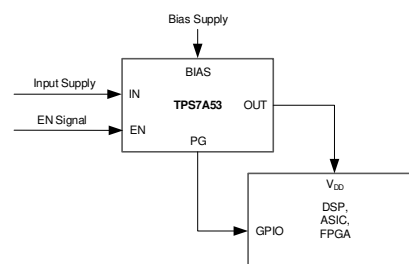 Bias Supply
BIAS
Input Supply
IN
TPS7A53
OUT
EN Signal
EN
PG
VDD
DSP,
ASIC,
FPGA
GPIO